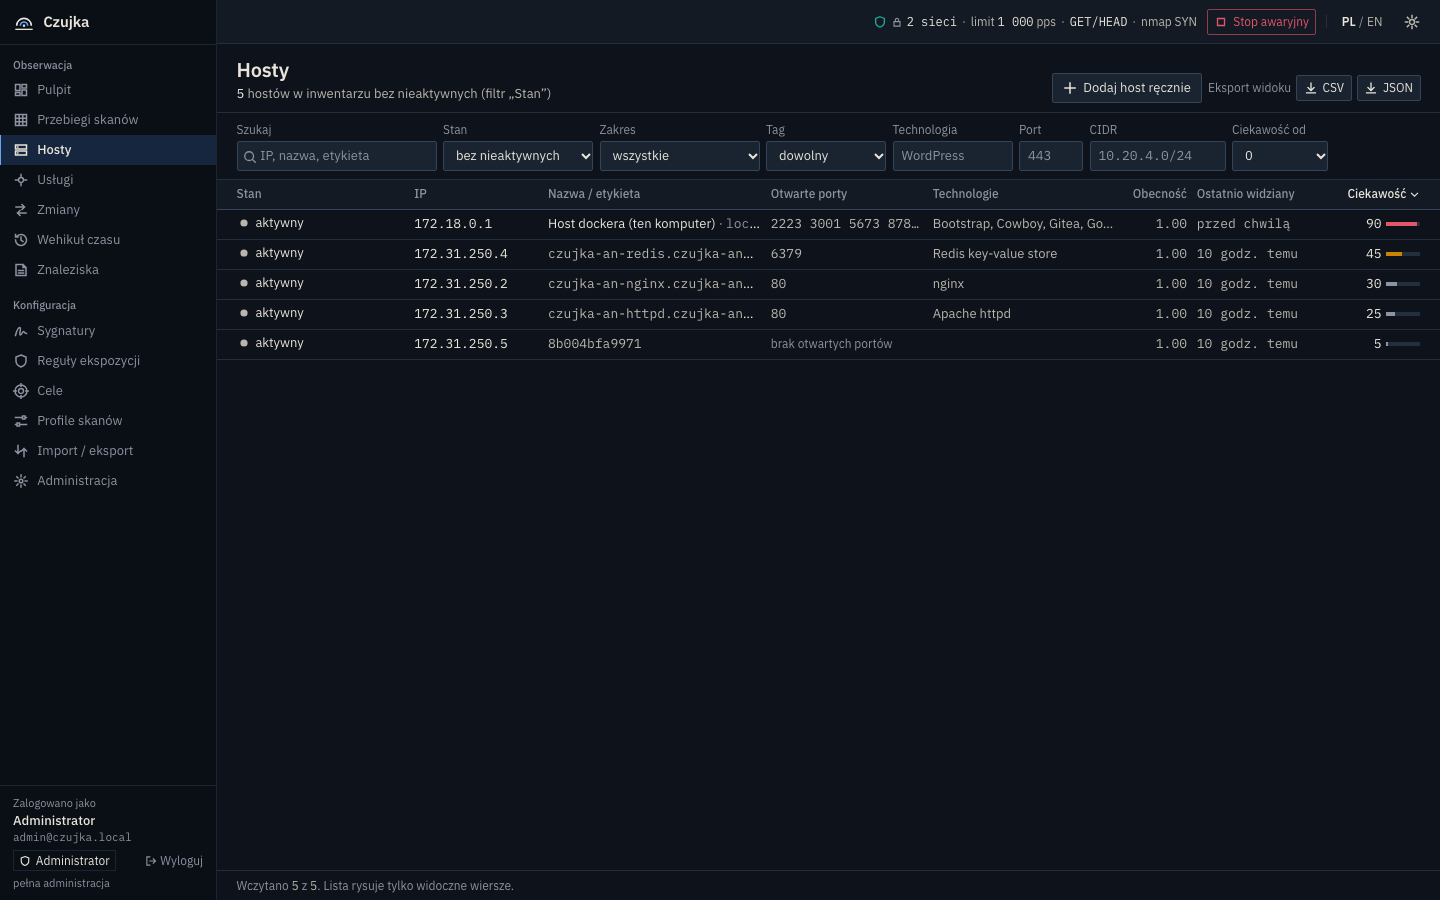 Czujka
2 sieci · limit 1 000 pps · GET/HEAD · nmap SYN
Stop awaryjny
PL / EN
Obserwacja
Pulpit
Przebiegi skanów
Hosty
Usługi
Zmiany
Wehikuł czasu
Znaleziska
Konfiguracja
Sygnatury
Reguły ekspozycji
Cele
Profile skanów
Import / eksport
Administracja
Zalogowano jako
Administrator
admin@czujka.local
Administrator
Wyloguj
pełna administracja
Hosty
5 hostów w inwentarzu bez nieaktywnych (filtr „Stan”)
Dodaj host ręcznie
Eksport widoku
CSV
JSON
Szukaj Stan Zakres Tag Technologia Port CIDR Ciekawość od
IP, nazwa, etykieta bez nieaktywnych wszystkie dowolny WordPress 443 10.20.4.0/24 0
Stan IP Nazwa / etykieta Otwarte porty Technologie Obecność Ostatnio widziany Ciekawość
aktywny 172.18.0.1 Host dockera (ten komputer) · loc… 2223 3001 5673 878… Bootstrap, Cowboy, Gitea, Go… 1.00 przed chwilą 90
aktywny 172.31.250.4 czujka-an-redis.czujka-an… 6379 Redis key-value store 1.00 10 godz. temu 45
aktywny 172.31.250.2 czujka-an-nginx.czujka-an… 80 nginx 1.00 10 godz. temu 30
aktywny 172.31.250.3 czujka-an-httpd.czujka-an… 80 Apache httpd 1.00 10 godz. temu 25
aktywny 172.31.250.5 8b004bfa9971 brak otwartych portów 1.00 10 godz. temu 5
Wczytano 5 z 5. Lista rysuje tylko widoczne wiersze.